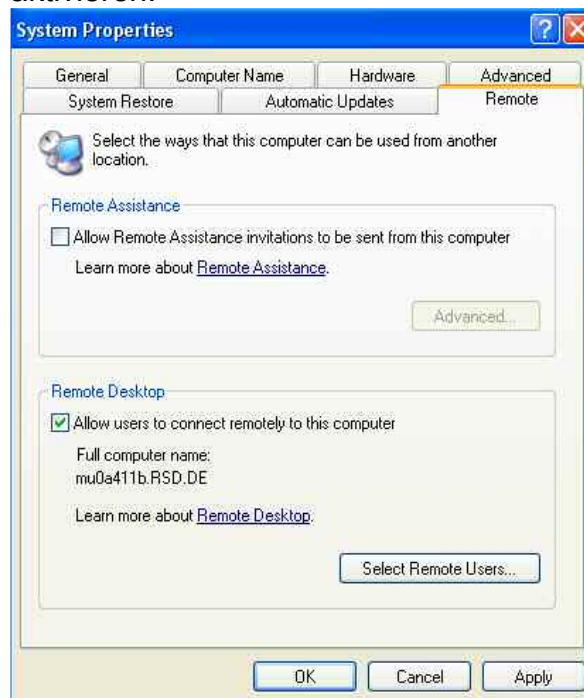 System Properties
General
Computer Name
Hardware
Advanced
System Restore
Automatic Updates
Remote
Select the ways that this computer can be used from another
location.
Remote Assistance
Allow Remote Assistance invitations to be sent from this computer
Learn more about Remote Assistance.
Advanced...
Remote Desktop
Allow users to connect remotely to this computer
Full computer name:
mu0a411b.RSD.DE
Learn more about Remote Desktop.
Select Remote Users...
OK
Cancel
Apply